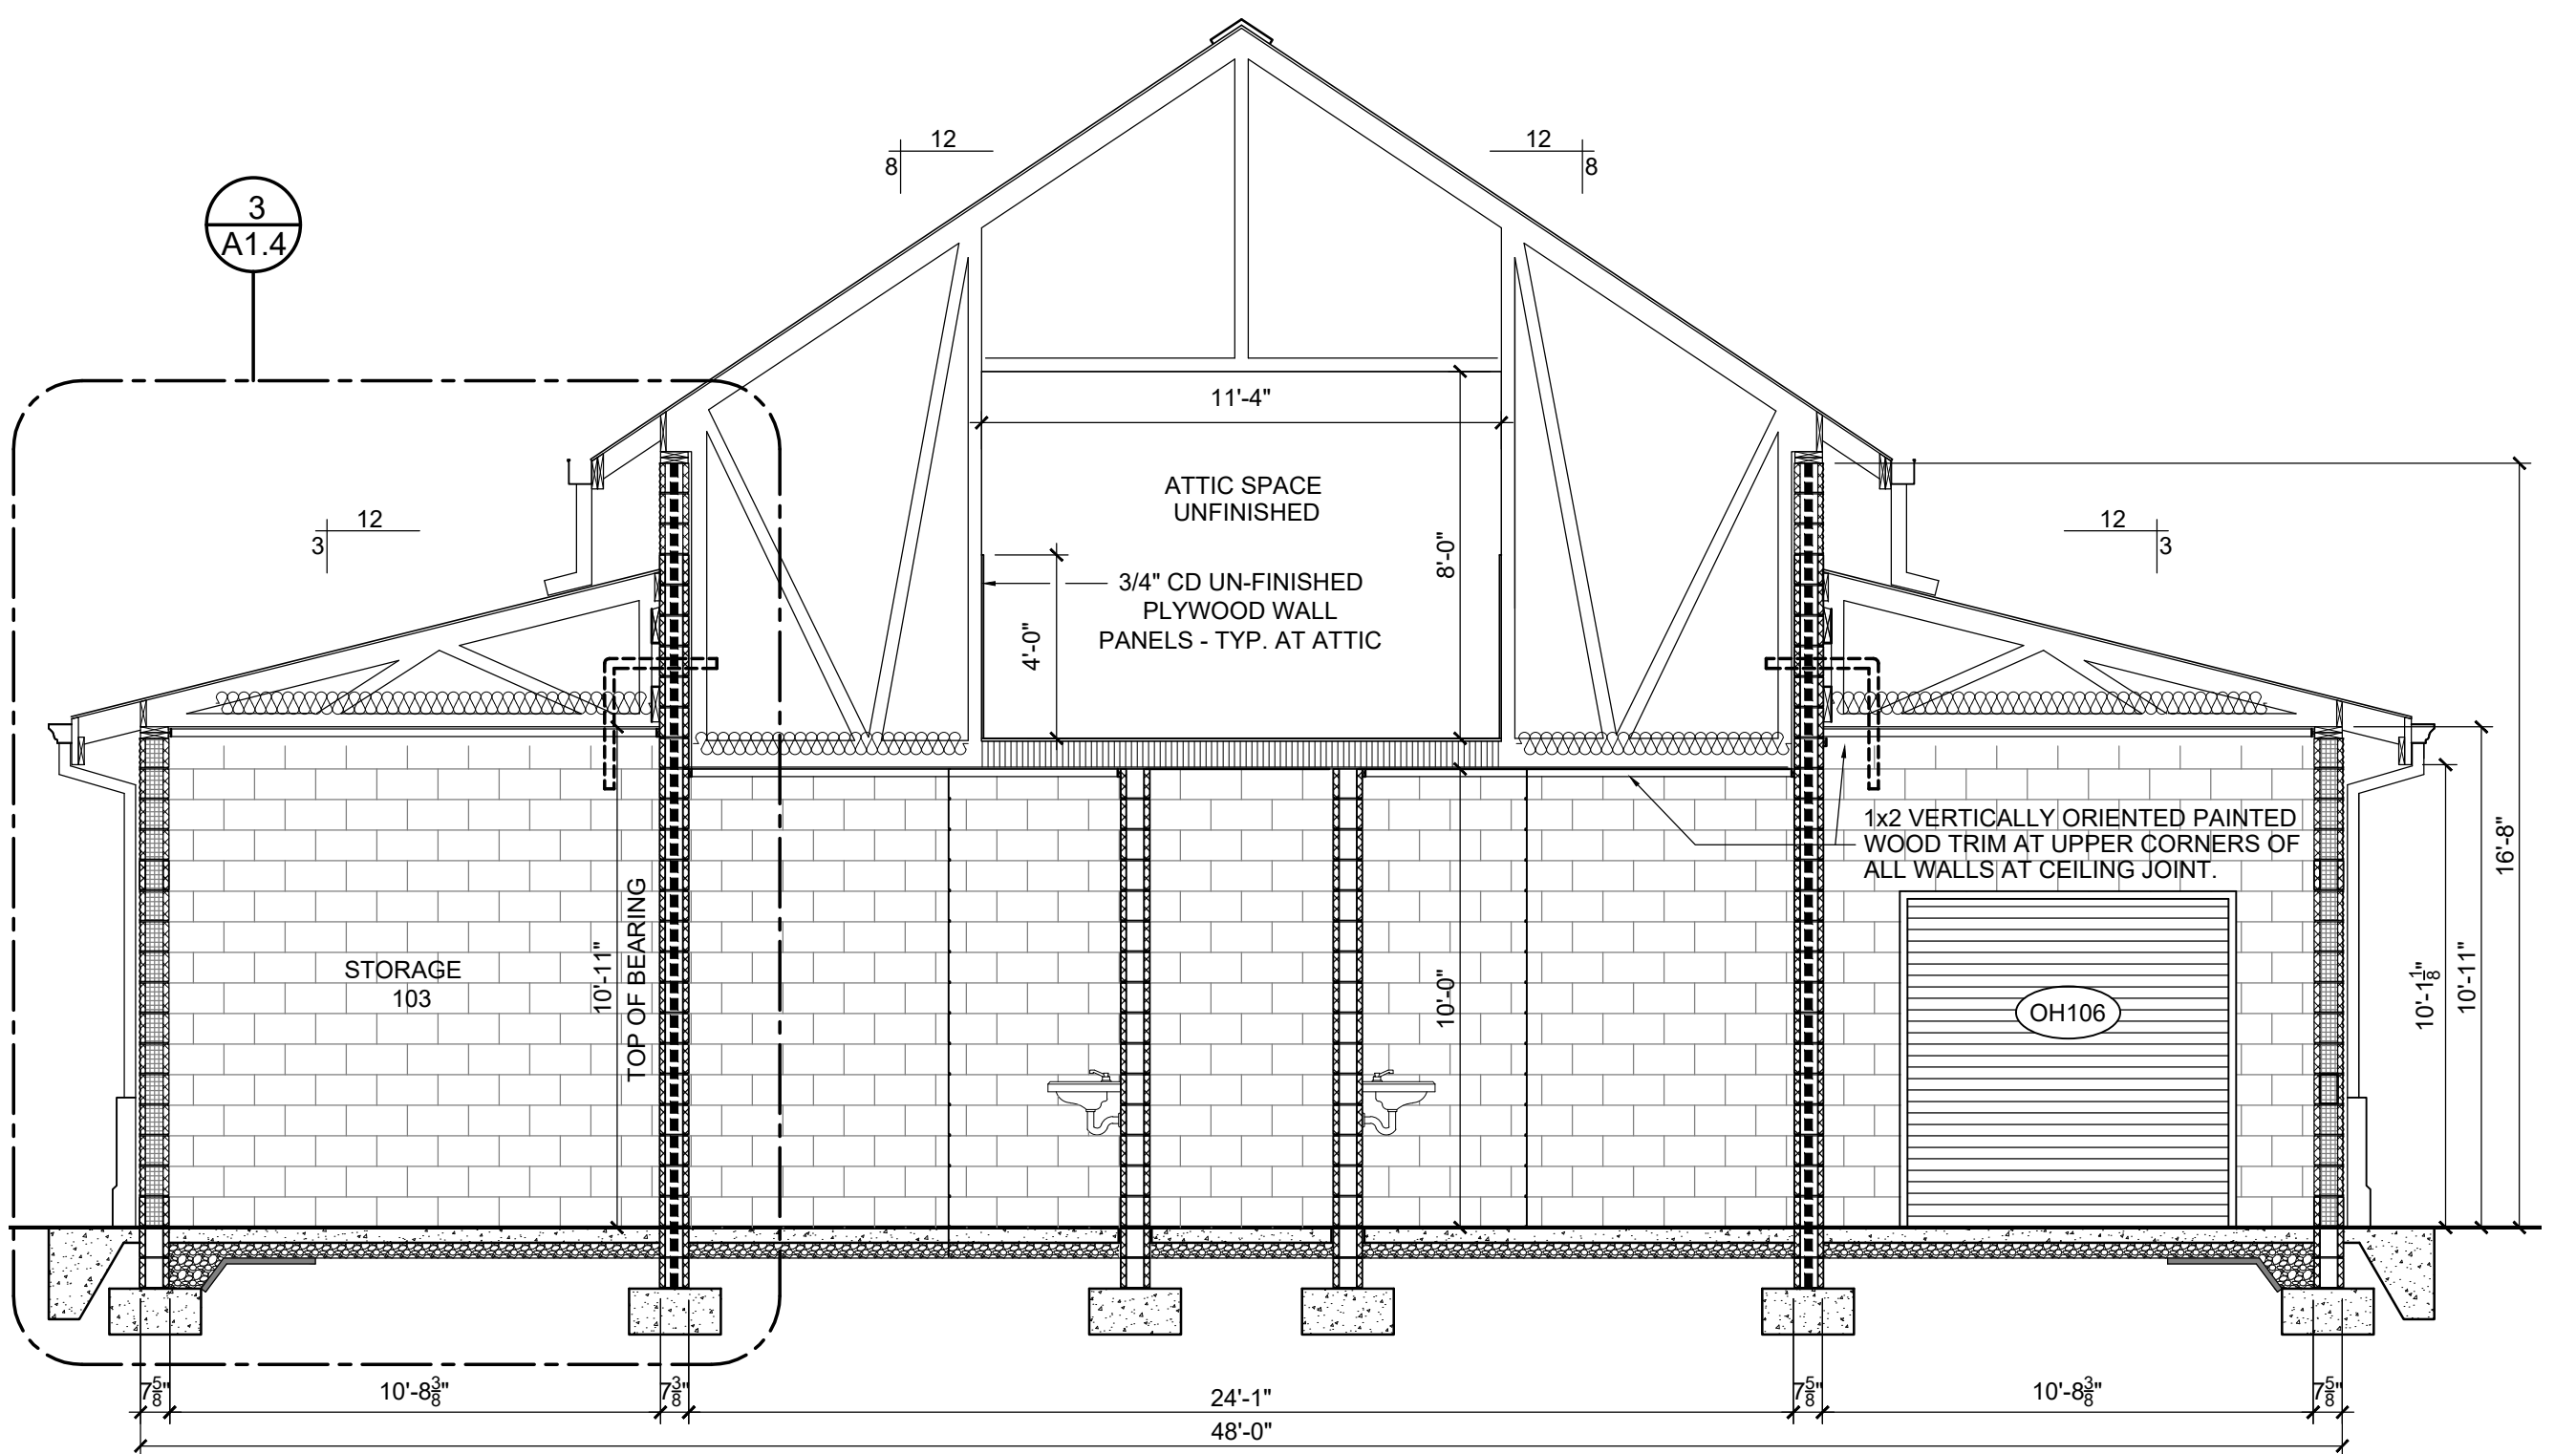 12
8
12
8
3
A1.4
11'-4"
ATTIC SPACE
UNFINISHED
8'-0"
12
3
12
3
3/4" CD UN-FINISHED
PLYWOOD WALL
PANELS - TYP. AT ATTIC
4'-0"
1x2 VERTICALLY ORIENTED PAINTED
WOOD TRIM AT UPPER CORNERS OF
ALL WALLS AT CEILING JOINT.
16'-8"
STORAGE
103
10'-11"
TOP OF BEARING
10'-0"
OH106
10'-1 1/8"
10'-11"
7 5/8"
10'-8 3/8"
7 3/8"
24'-1"
7 5/8"
10'-8 3/8"
7 5/8"
48'-0"